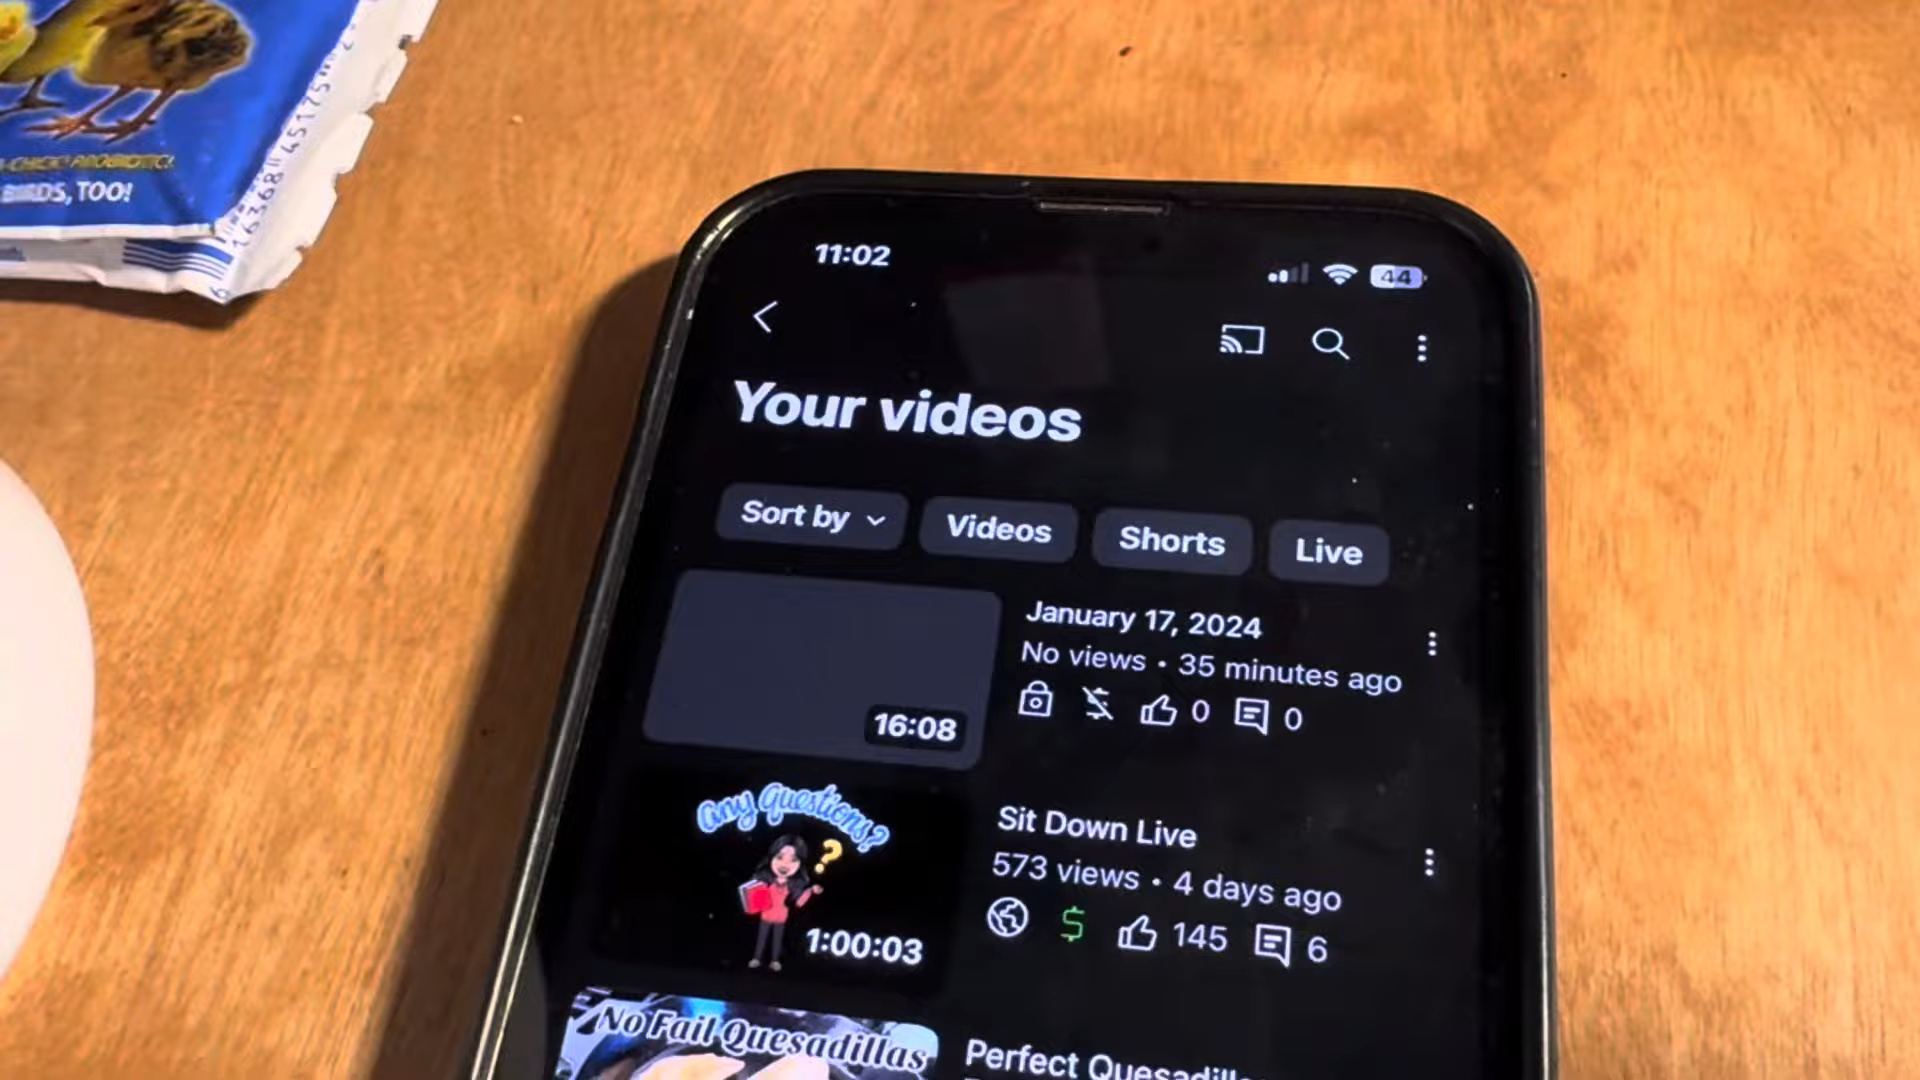 BIRDS, TOO!
11:02
44
Your videos
Sort by
Videos
Shorts
Live
January 17, 2024
No views • 35 minutes ago
0
0
16:08
any questions?
?
Sit Down Live
573 views • 4 days ago
145
6
1:00:03
No Fail Quesadillas
Perfect